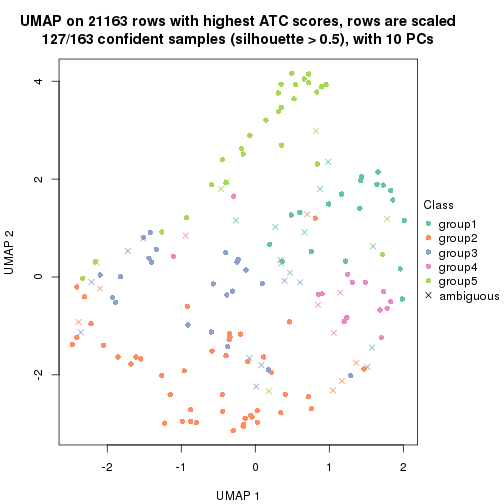 UMAP on 21163 rows with highest ATC scores, rows are scaled
127/163 confident samples (silhouette > 0.5), with 10 PCs
4
2
0
-2
UMAP 2
-2
-1
0
1
2
UMAP 1
Class
group1
group2
group3
group4
group5
ambiguous